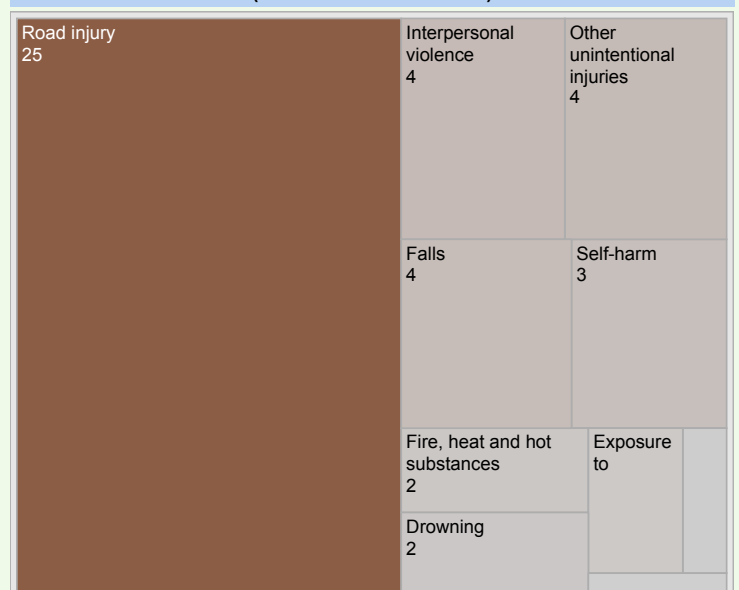 Road injury
25
Interpersonal
violence
4
Other
unintentional
injuries
4
Falls
4
Self-harm
3
Fire, heat and hot
substances
2
Exposure
to
Drowning
2